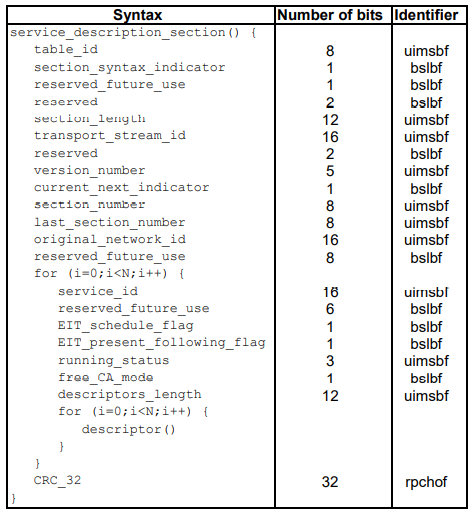 Syntax Number of bits Identifier
service_description_section() {
table_id 8 uimsbf
section_syntax_indicator 1 bslbf
reserved_future_use 1 bslbf
reserved 2 bslbf
section_length 12 uimsbf
transport_stream_id 16 uimsbf
reserved 2 bslbf
version_number 5 uimsbf
current_next_indicator 1 bslbf
section_number 8 uimsbf
last_section_number 8 uimsbf
original_network_id 16 uimsbf
reserved_future_use 8 bslbf
for (i=0;i<N;i++) {
service_id 16 uimsbf
reserved_future_use 6 bslbf
EIT_schedule_flag 1 bslbf
EIT_present_following_flag 1 bslbf
running_status 3 uimsbf
free_CA_mode 1 bslbf
descriptors_length 12 uimsbf
for (i=0;i<N;i++) {
descriptor()
}
}
CRC_32 32 rpchof
}